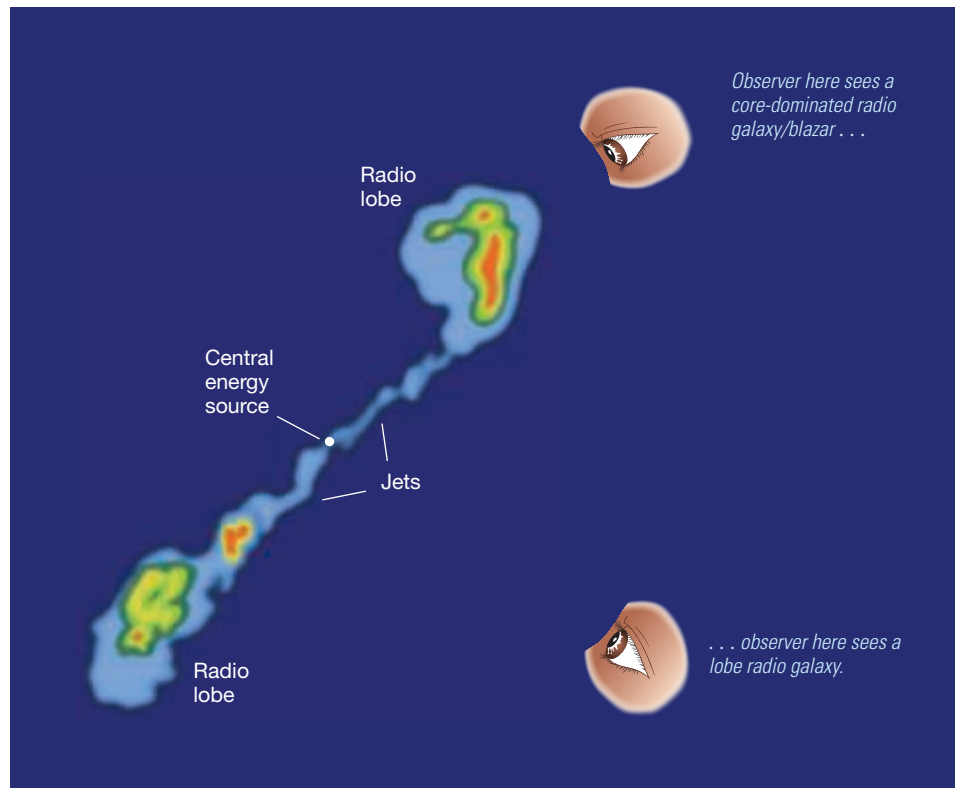 Observer here sees a
core-dominated radio
galaxy/blazar . . .
Radio
lobe
Central
energy
source
Jets
. . . observer here sees a
lobe radio galaxy.
Radio
lobe